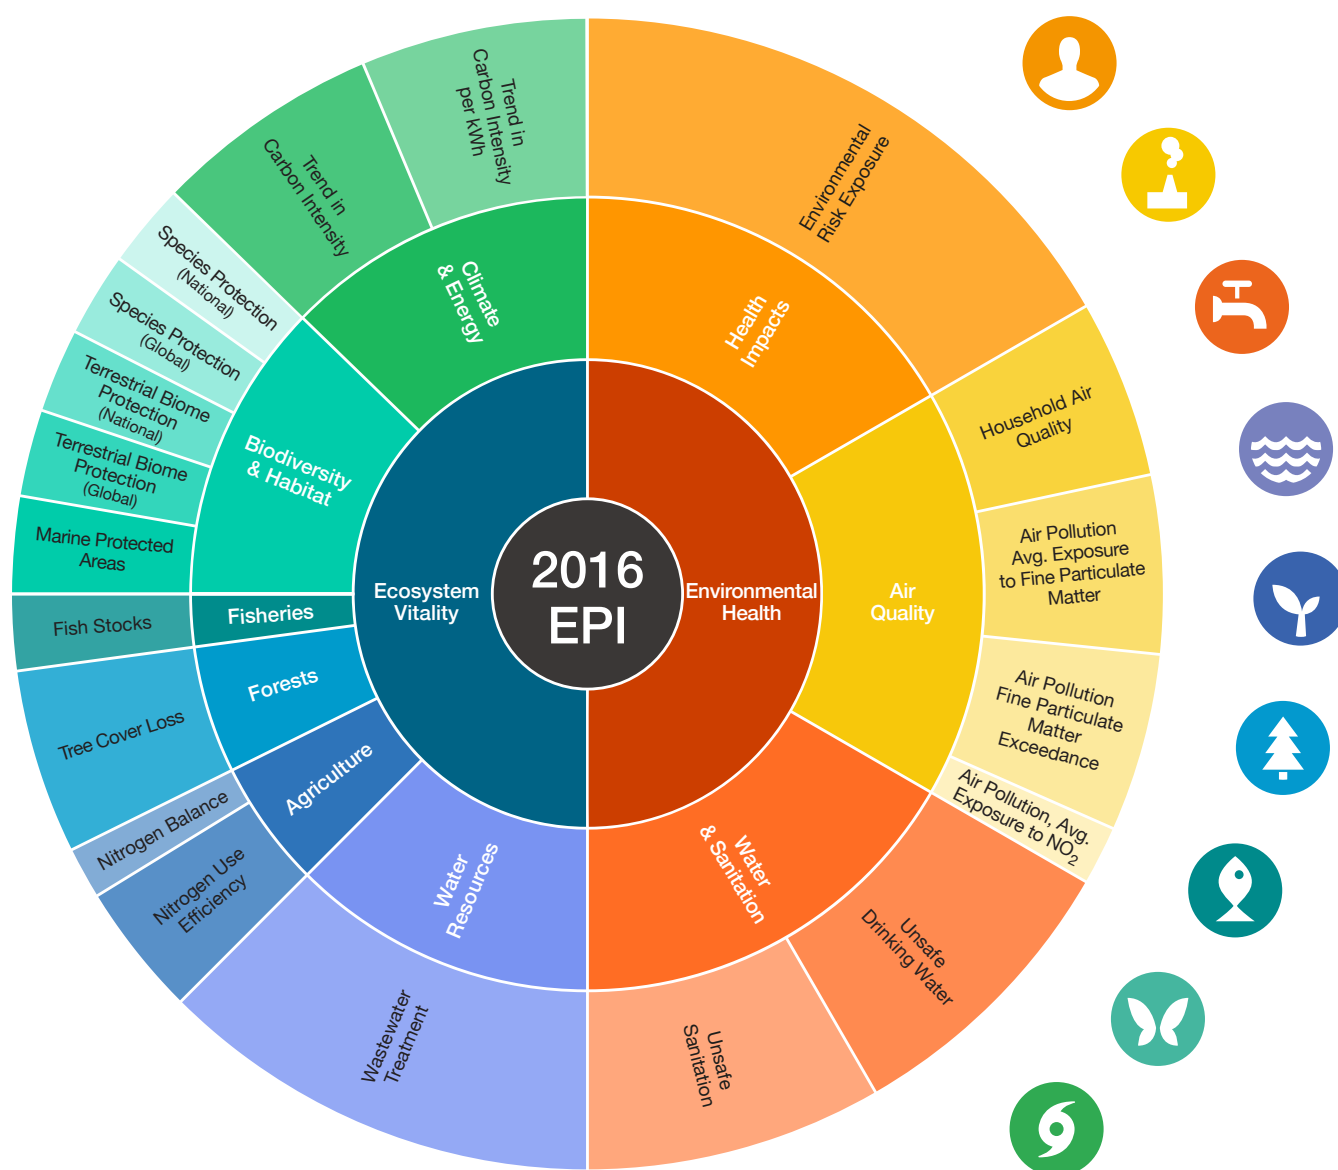 2016
EPI
Environmental
Health
Health
Impacts
Environmental
Risk Exposure
Air
Quality
Household Air
Quality
Air Pollution
Avg. Exposure
to Fine Particulate
Matter
Air Pollution
Fine Particulate
Matter
Exceedance
Air Pollution, Avg.
Exposure to NO₂
Water
& Sanitation
Unsafe
Drinking Water
Unsafe
Sanitation
Ecosystem
Vitality
Water
Resources
Wastewater
Treatment
Agriculture
Nitrogen Use
Efficiency
Nitrogen Balance
Forests
Tree Cover Loss
Fisheries
Fish Stocks
Biodiversity
& Habitat
Marine Protected
Areas
Terrestrial Biome
Protection
(Global)
Terrestrial Biome
Protection
(National)
Species Protection
(Global)
Species Protection
(National)
Climate
& Energy
Trend in
Carbon Intensity
Trend in
Carbon Intensity
per kWh